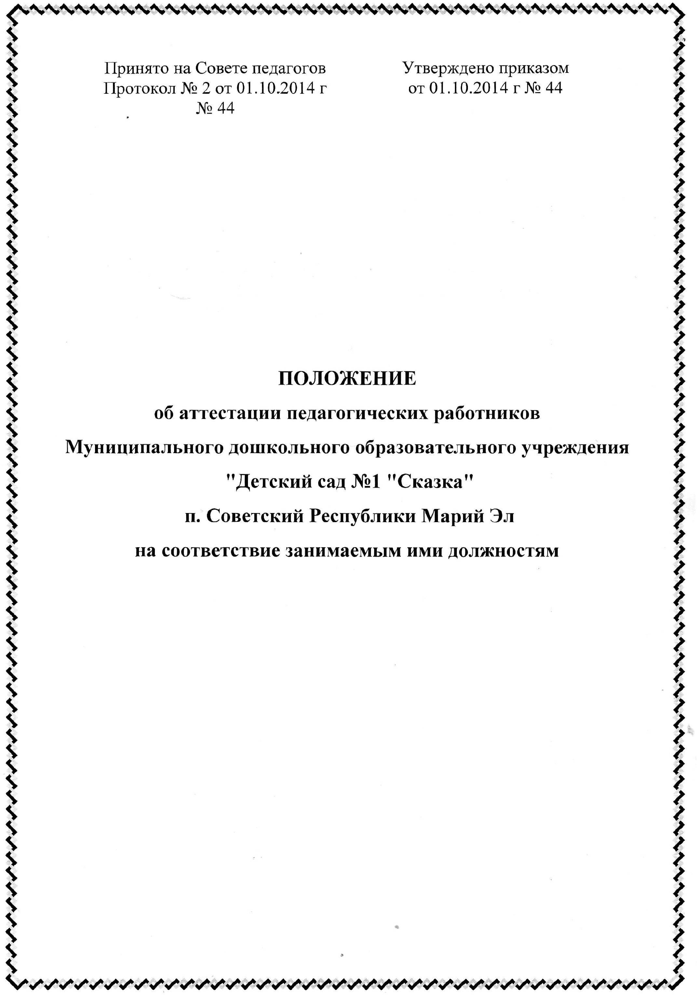 Принято на Совете педагогов
Протокол № 2 от 01.10.2014 г
№ 44
Утверждено приказом
от 01.10.2014 г № 44
ПОЛОЖЕНИЕ
об аттестации педагогических работников
Муниципального дошкольного образовательного учреждения
"Детский сад №1 "Сказка"
п. Советский Республики Марий Эл
на соответствие занимаемым ими должностям